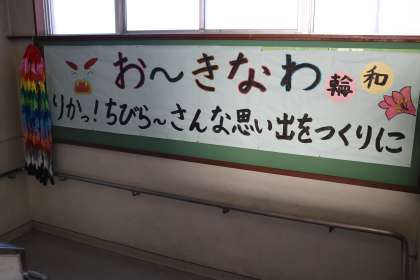 お～きなわ 輪 和
りかっ！ちびら～さんな思い出をつくりに